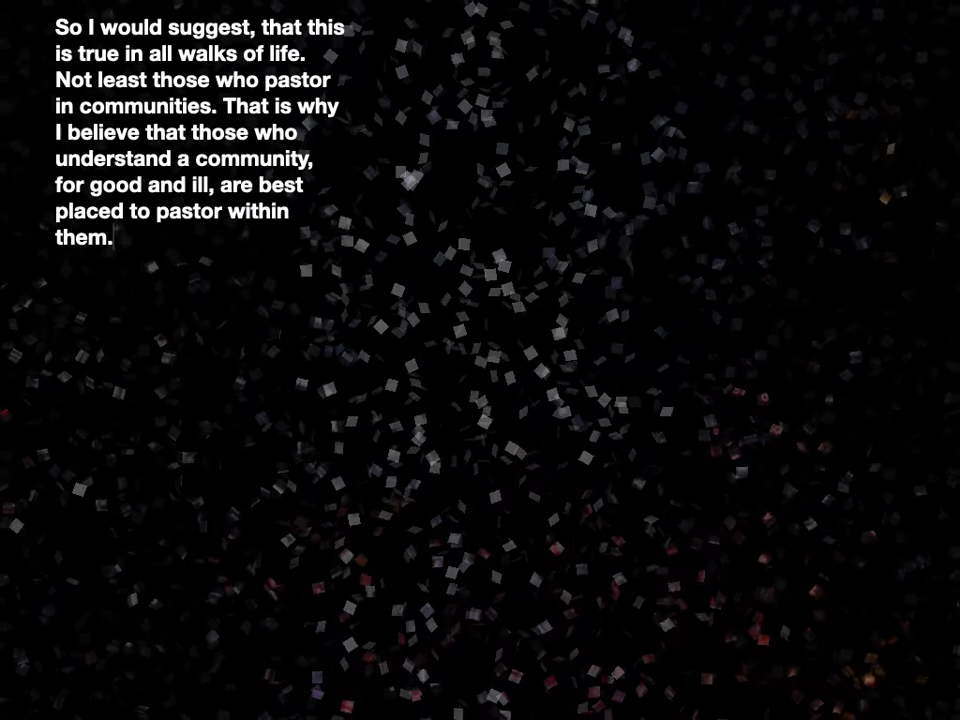 So I would suggest, that this
is true in all walks of life.
Not least those who pastor
in communities. That is why
I believe that those who
understand a community,
for good and ill, are best
placed to pastor within
them.